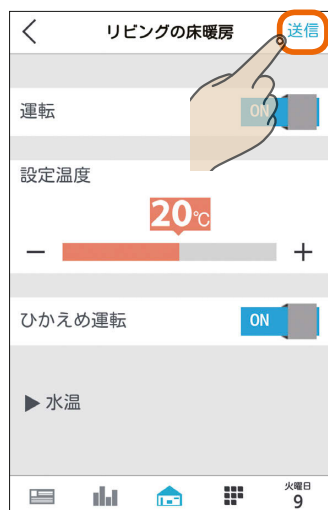 リビングの床暖房
送信
運転
ON
設定温度
20℃
− +
ひかえめ運転
ON
▶水温
火曜日
9